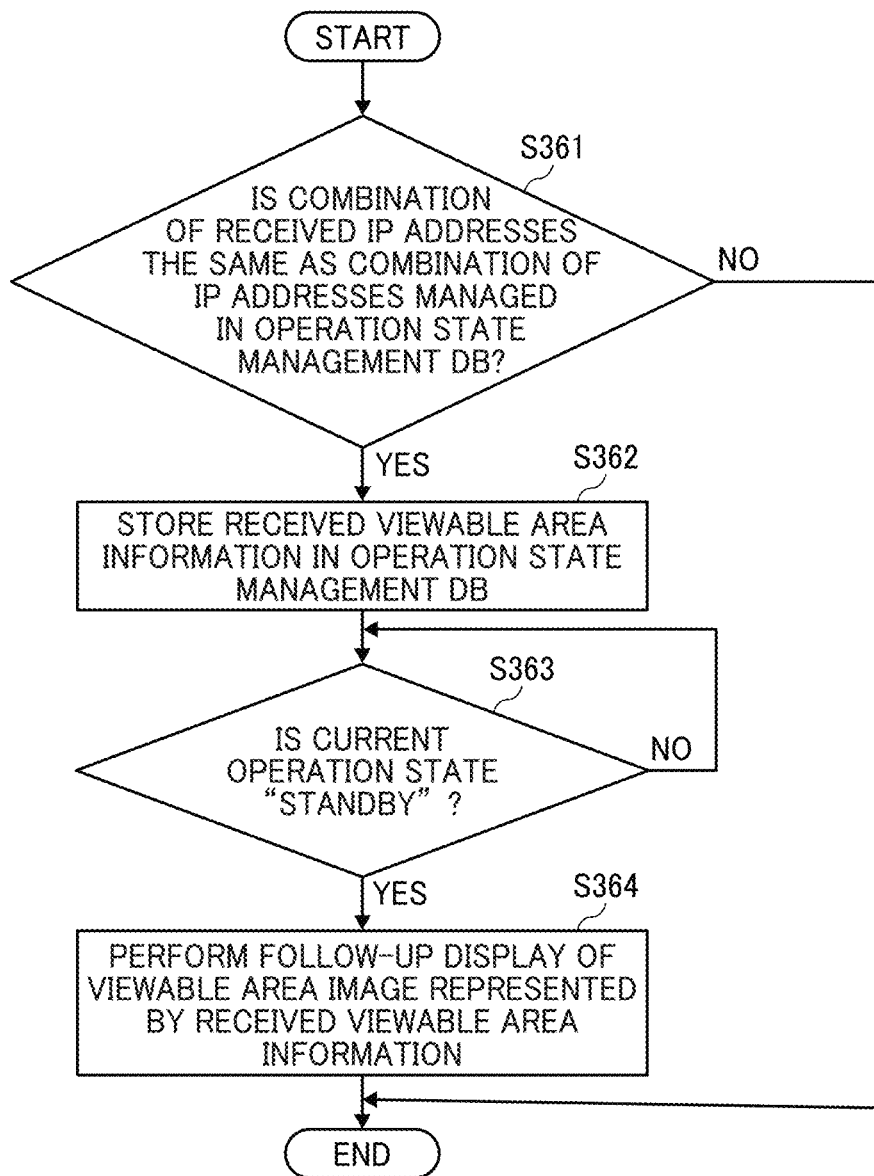 START
S361
IS COMBINATION
OF RECEIVED IP ADDRESSES
THE SAME AS COMBINATION OF
IP ADDRESSES MANAGED
IN OPERATION STATE
MANAGEMENT DB?
NO
YES
S362
STORE RECEIVED VIEWABLE AREA
INFORMATION IN OPERATION STATE
MANAGEMENT DB
S363
IS CURRENT
OPERATION STATE
“STANDBY” ?
NO
YES
S364
PERFORM FOLLOW-UP DISPLAY OF
VIEWABLE AREA IMAGE REPRESENTED
BY RECEIVED VIEWABLE AREA
INFORMATION
END